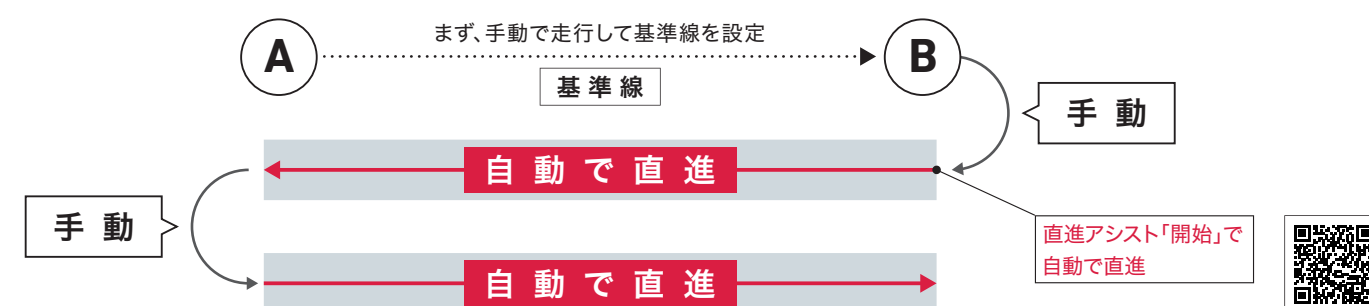 まず、手動で走行して基準線を設定
A
B
基準線
手動
自動で直進
手動
直進アシスト「開始」で
自動で直進
自動で直進